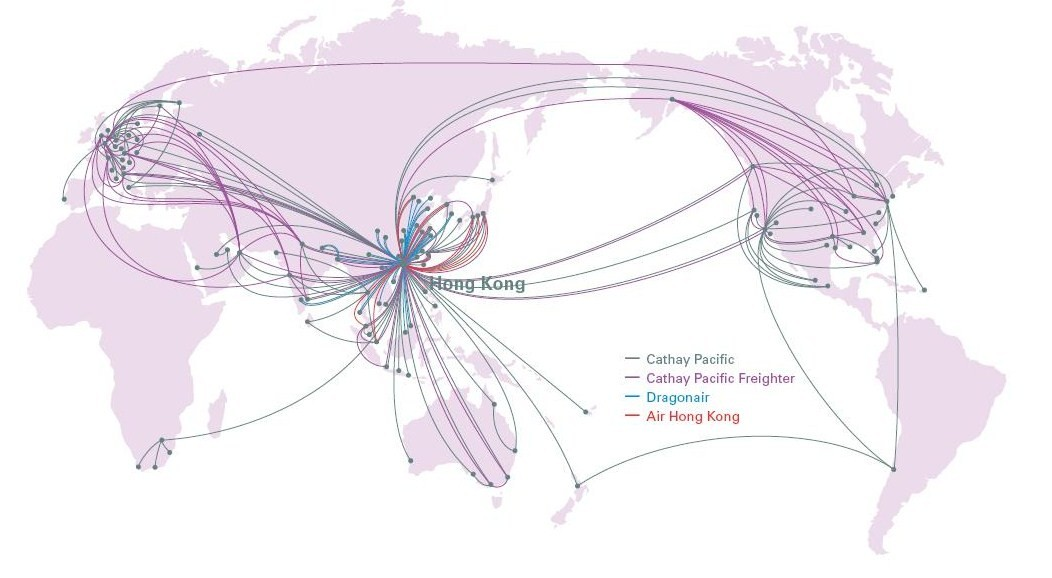 Hong Kong
Cathay Pacific
Cathay Pacific Freighter
Dragonair
Air Hong Kong